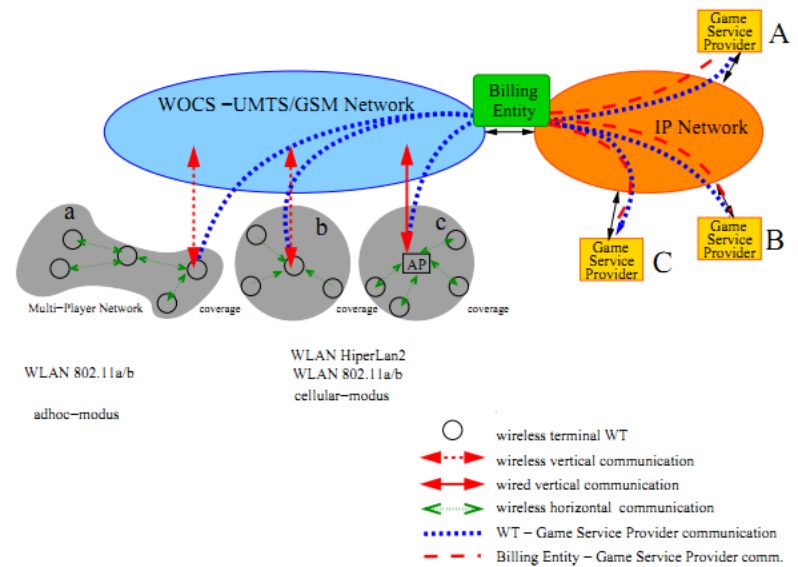 Game
Service
Provider
A
Billing
Entity
WOCS −UMTS/GSM Network
IP Network
a
b
c
AP
Game
Service
Provider
B
Game
Service
Provider
C
Multi−Player Network
coverage
coverage
coverage
WLAN 802.11a/b
adhoc−modus
WLAN HiperLan2
WLAN 802.11a/b
cellular−modus
wireless terminal WT
wireless vertical communication
wired vertical communication
wireless horizontal communication
WT − Game Service Provider communication
Billing Entity − Game Service Provider comm.